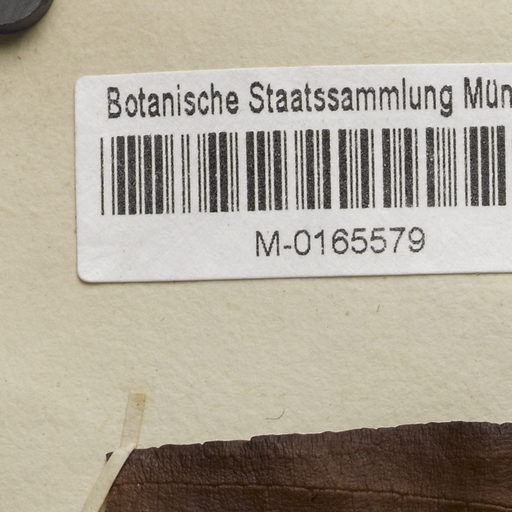 Botanische Staatssammlung Mün
M-0165579